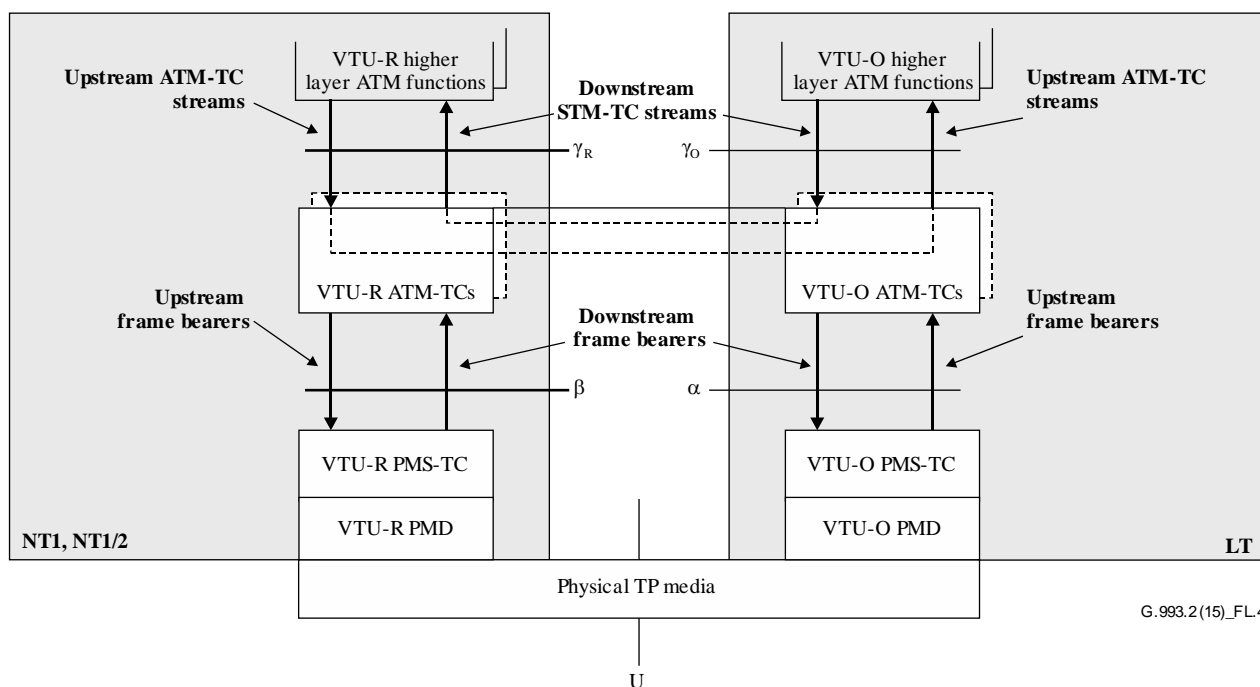 VTU-R higher
layer ATM functions
VTU-O higher
layer ATM functions
Upstream ATM-TC
streams
Downstream
STM-TC streams
Upstream ATM-TC
streams
γR
γO
VTU-R ATM-TCs
VTU-O ATM-TCs
Upstream
frame bearers
Downstream
frame bearers
Upstream
frame bearers
β
α
VTU-R PMS-TC
VTU-O PMS-TC
VTU-R PMD
VTU-O PMD
NT1, NT1/2
LT
Physical TP media
G.993.2(15)_FL.4
U